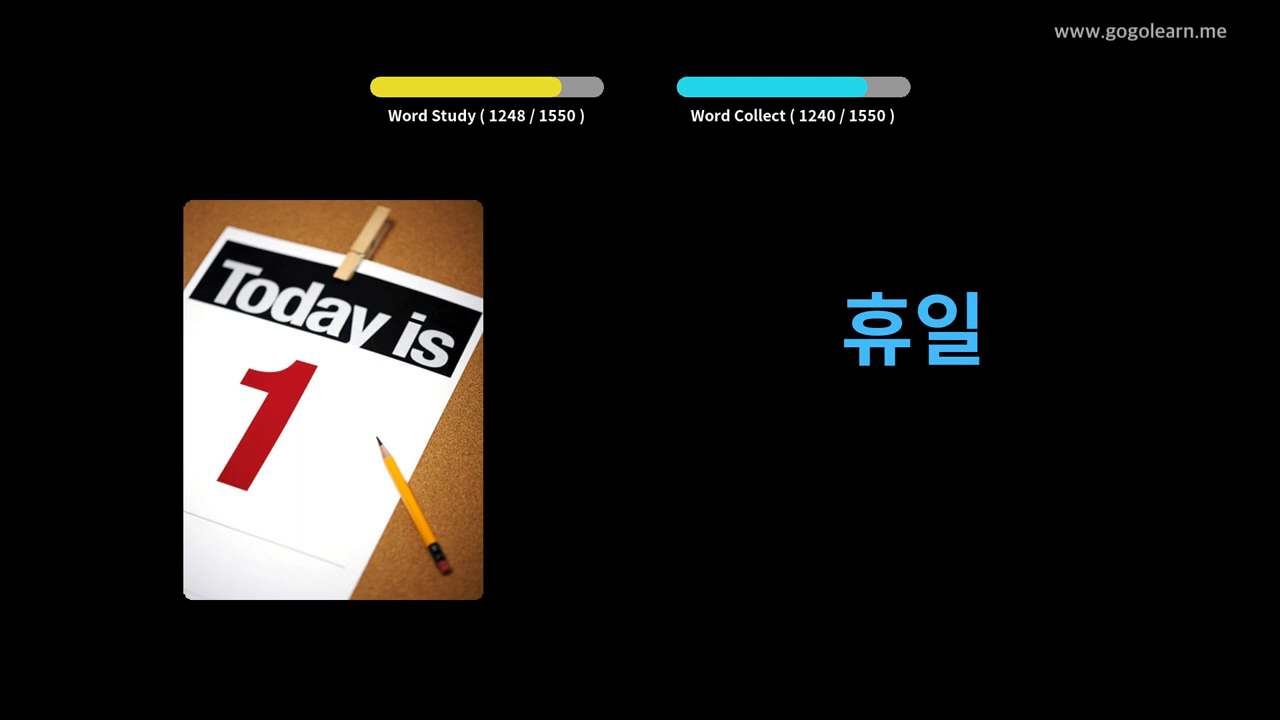 www.gogolearn.me
Word Study ( 1248 / 1550 )
Word Collect ( 1240 / 1550 )
Today is
1
휴일